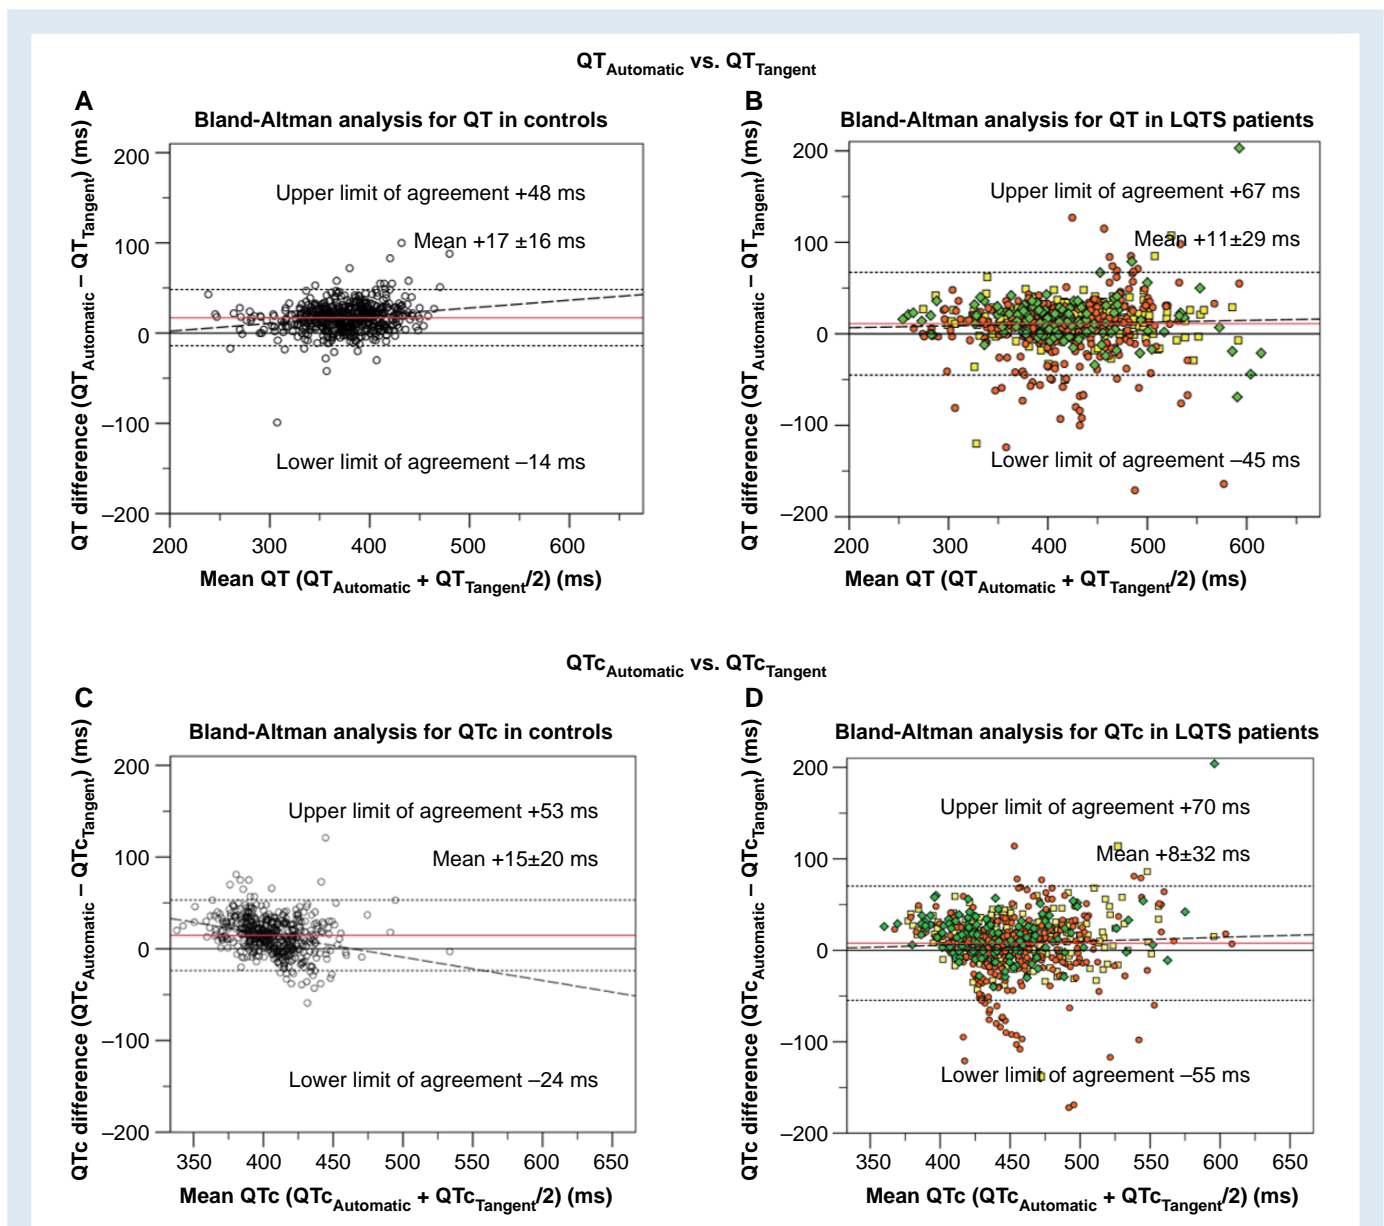 QTAutomatic vs. QTTangent
A
Bland-Altman analysis for QT in controls
QT difference (QTAutomatic – QTTangent) (ms)
200
100
0
–100
–200
Upper limit of agreement +48 ms
Mean +17 ±16 ms
Lower limit of agreement –14 ms
200 300 400 500 600
Mean QT (QTAutomatic + QTTangent/2) (ms)
B
Bland-Altman analysis for QT in LQTS patients
QT difference (QTAutomatic – QTTangent) (ms)
200
100
0
–100
–200
Upper limit of agreement +67 ms
Mean +11±29 ms
Lower limit of agreement –45 ms
200 300 400 500 600
Mean QT (QTAutomatic + QTTangent/2) (ms)
QTcAutomatic vs. QTcTangent
C
Bland-Altman analysis for QTc in controls
QTc difference (QTcAutomatic – QTcTangent) (ms)
200
100
0
–100
–200
Upper limit of agreement +53 ms
Mean +15±20 ms
Lower limit of agreement –24 ms
350 400 450 500 550 600 650
Mean QTc (QTcAutomatic + QTcTangent/2) (ms)
D
Bland-Altman analysis for QTc in LQTS patients
QTc difference (QTcAutomatic – QTcTangent) (ms)
200
100
0
–100
–200
Upper limit of agreement +70 ms
Mean +8±32 ms
Lower limit of agreement –55 ms
350 400 450 500 550 600 650
Mean QTc (QTcAutomatic + QTcTangent/2) (ms)